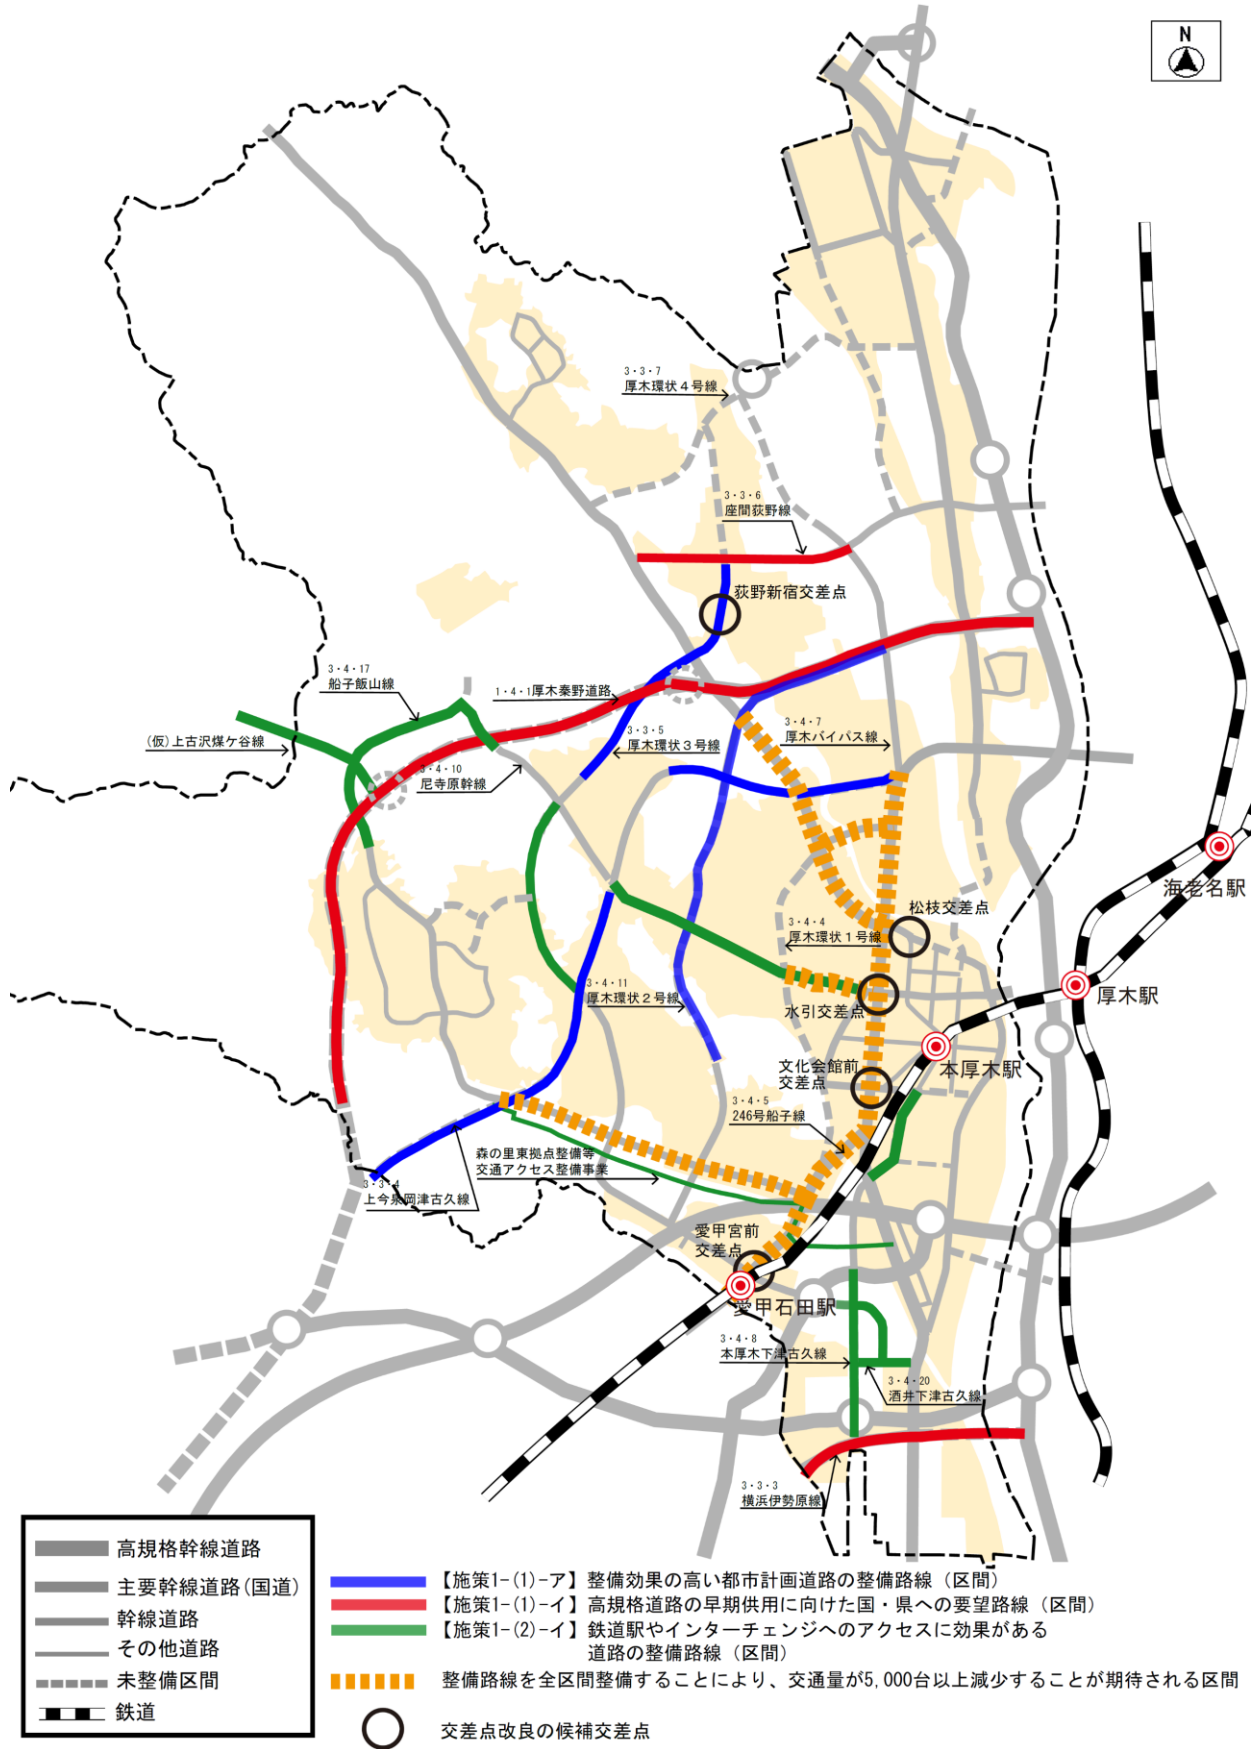 N
3・3・7
厚木環状4号線
3・3・6
座間荻野線
荻野新宿交差点
3・4・17
船子飯山線
1・4・1厚木秦野道路
(仮)上古沢煤ケ谷線
3・3・5
厚木環状3号線
3・4・7
厚木バイパス線
3・4・10
尼寺原幹線
海老名駅
松枝交差点
3・4・4
厚木環状1号線
3・4・11
厚木環状2号線
厚木駅
水引交差点
本厚木駅
文化会館前
交差点
3・4・5
246号船子線
森の里東拠点整備等
交通アクセス整備事業
3・3・4
上今泉岡津古久線
愛甲宮前
交差点
愛甲石田駅
3・4・8
本厚木下津古久線
3・4・20
酒井下津古久線
3・3・3
横浜伊勢原線
高規格幹線道路
主要幹線道路(国道)
幹線道路
その他道路
未整備区間
鉄道
【施策1-(1)-ア】整備効果の高い都市計画道路の整備路線（区間）
【施策1-(1)-イ】高規格道路の早期供用に向けた国・県への要望路線（区間）
【施策1-(2)-イ】鉄道駅やインターチェンジへのアクセスに効果がある
道路の整備路線（区間）
整備路線を全区間整備することにより、交通量が5,000台以上減少することが期待される区間
交差点改良の候補交差点